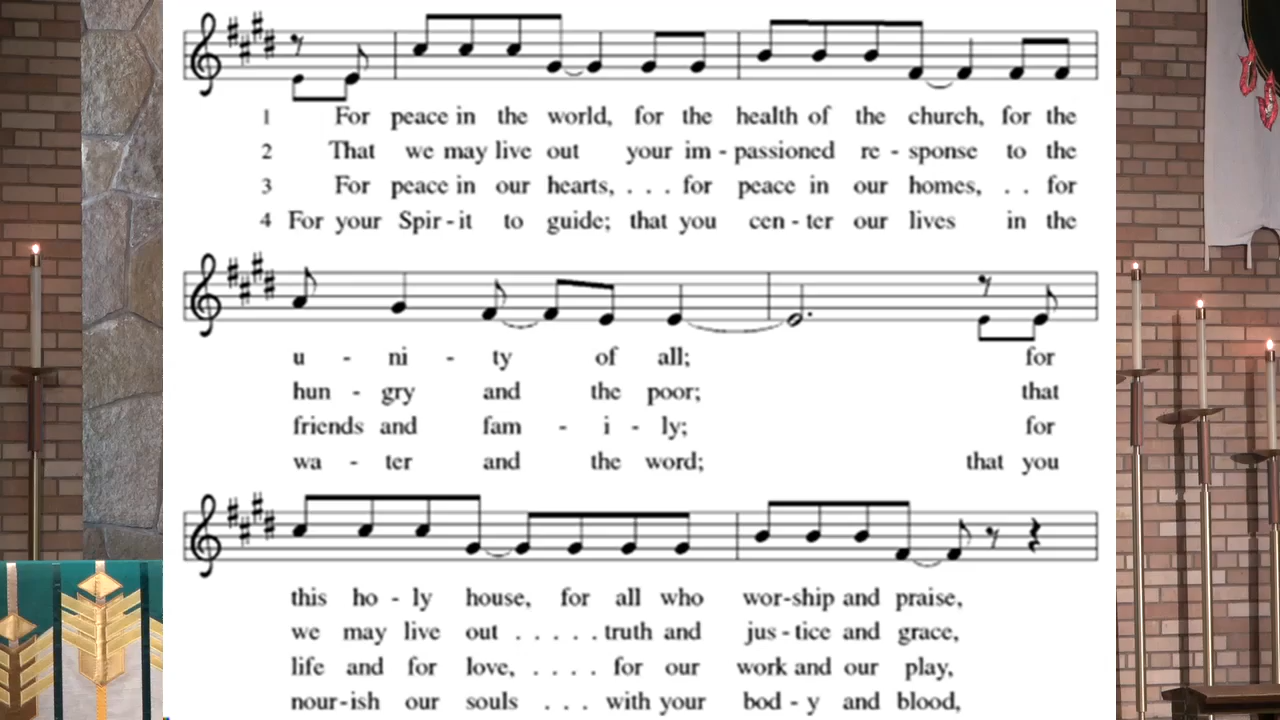 1 For peace in the world, for the health of the church, for the
2 That we may live out your im - passioned re - sponse to the
3 For peace in our hearts, . . . for peace in our homes, . . for
4 For your Spir - it to guide; that you cen - ter our lives in the
u - ni - ty of all; for
hun - gry and the poor; that
friends and fam - i - ly; for
wa - ter and the word; that you
this ho - ly house, for all who wor - ship and praise,
we may live out . . . . . truth and jus - tice and grace,
life and for love, . . . . for our work and our play,
nour - ish our souls . . . with your bod - y and blood,